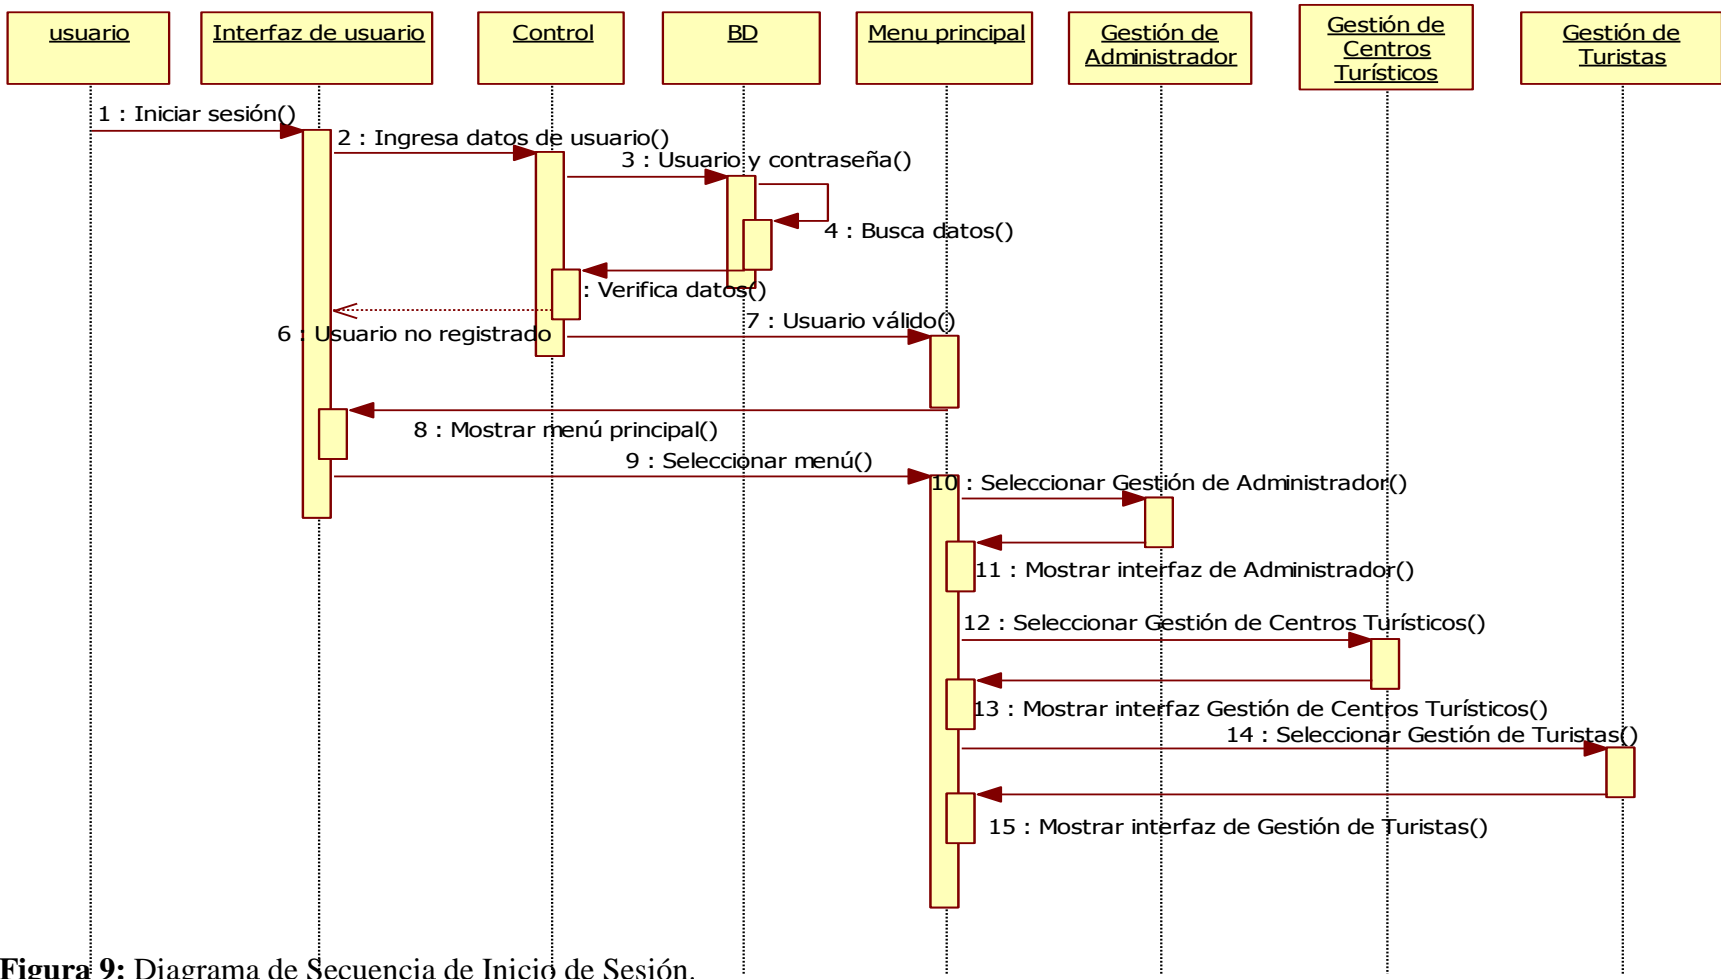 usuario
Interfaz de usuario
Control
BD
Menu principal
Gestión de
Administrador
Gestión de
Centros
Turísticos
Gestión de
Turistas
1 : Iniciar sesión()
2 : Ingresa datos de usuario()
3 : Usuario y contraseña()
4 : Busca datos()
: Verifica datos()
6 : Usuario no registrado
7 : Usuario válido()
8 : Mostrar menú principal()
9 : Seleccionar menú()
10 : Seleccionar Gestión de Administrador()
11 : Mostrar interfaz de Administrador()
12 : Seleccionar Gestión de Centros Turísticos()
13 : Mostrar interfaz Gestión de Centros Turísticos()
14 : Seleccionar Gestión de Turistas()
15 : Mostrar interfaz de Gestión de Turistas()
Figura 9: Diagrama de Secuencia de Inicio de Sesión.